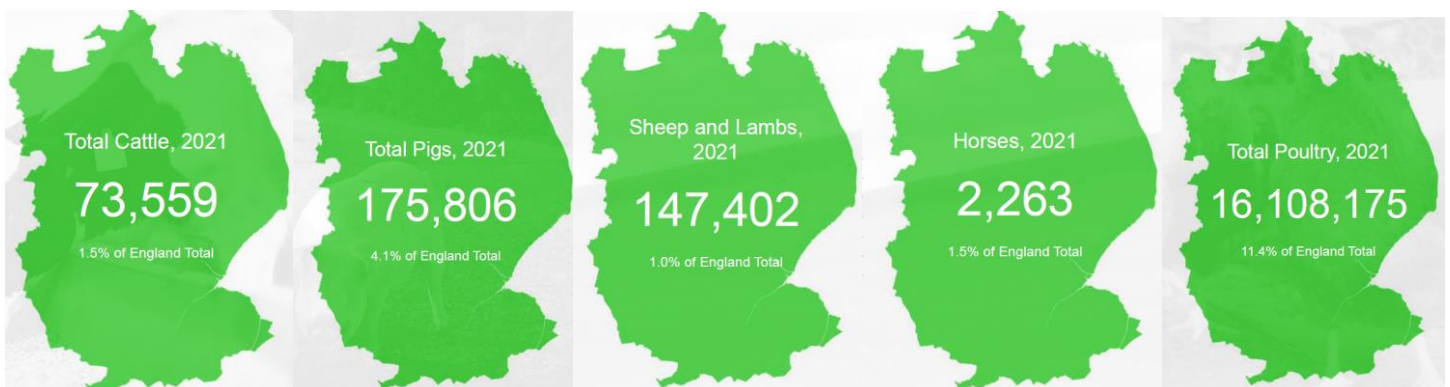 Total Cattle, 2021
73,559
1.5% of England Total
Total Pigs, 2021
175,806
4.1% of England Total
Sheep and Lambs,
2021
147,402
1.0% of England Total
Horses, 2021
2,263
1.5% of England Total
Total Poultry, 2021
16,108,175
11.4% of England Total